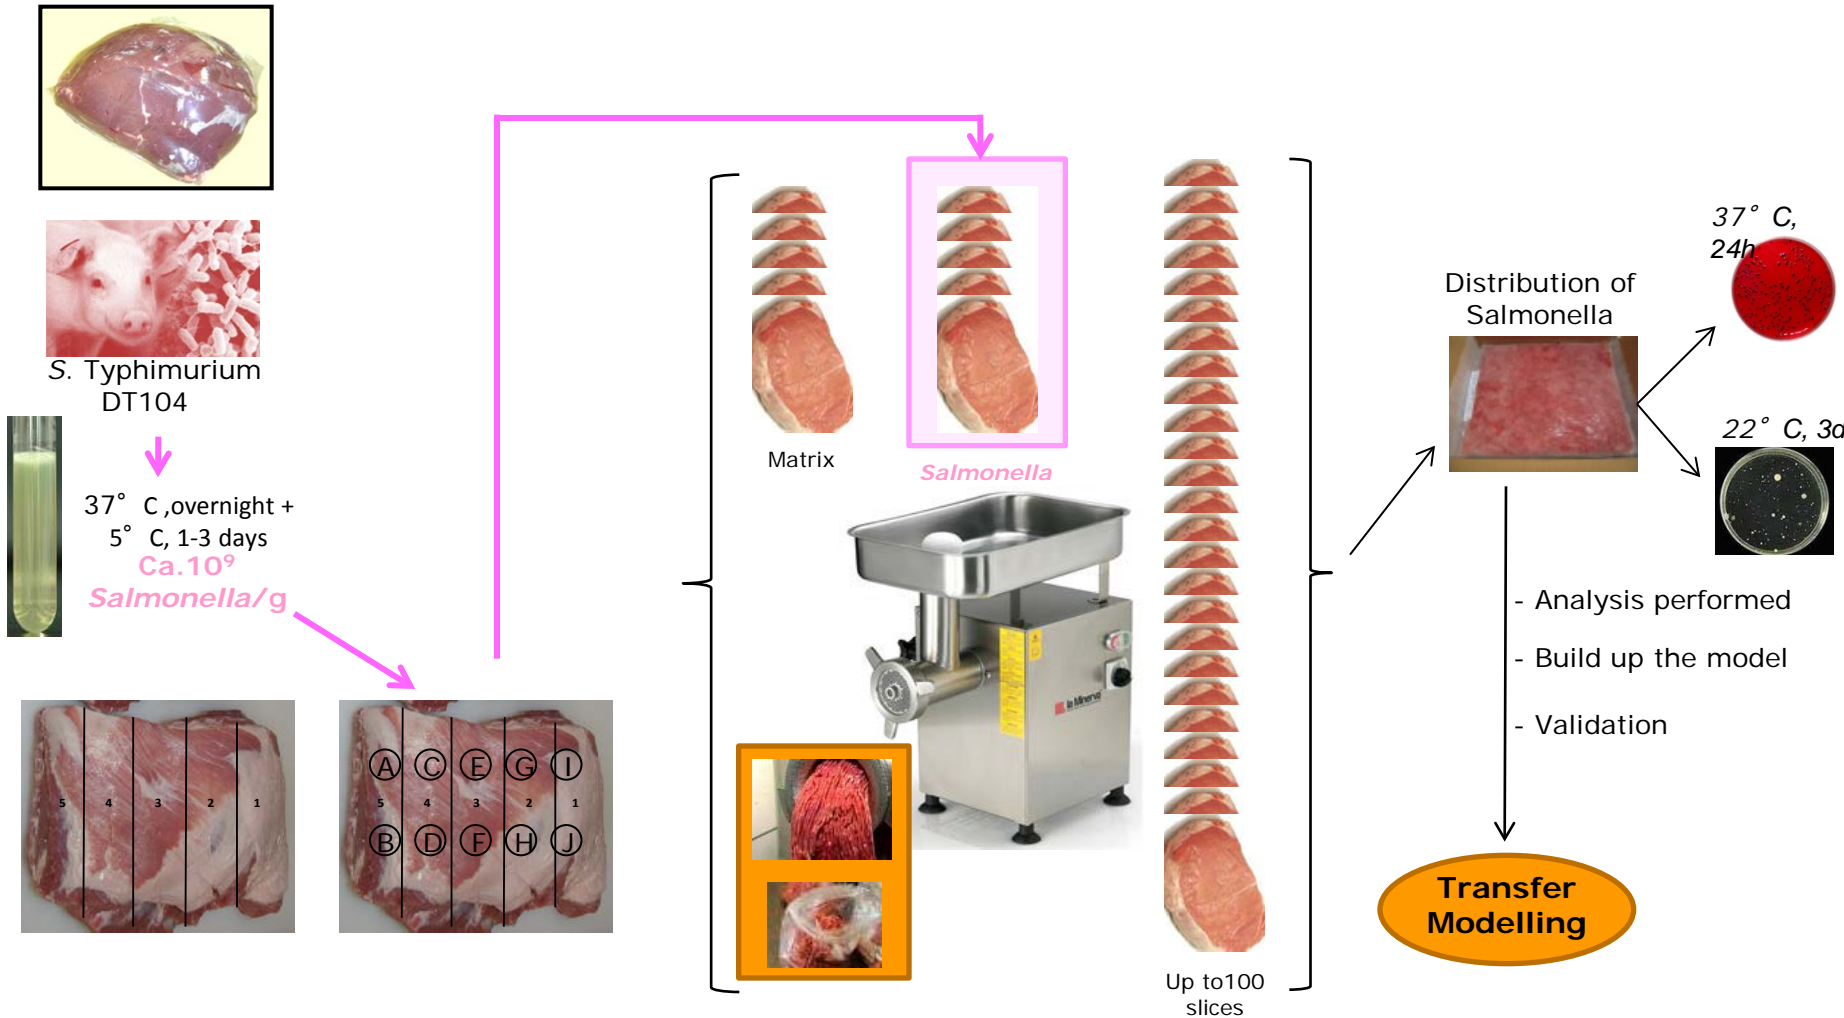 S. Typhimurium
DT104
37° C ,overnight +
5° C, 1-3 days
Ca.10⁹
Salmonella/g
5 4 3 2 1
A C E G I
5 4 3 2 1
B D F H J
Matrix
Salmonella
la Minerva
Up to100
slices
Distribution of
Salmonella
37° C,
24h
22° C, 3d
- Analysis performed
- Build up the model
- Validation
Transfer
Modelling